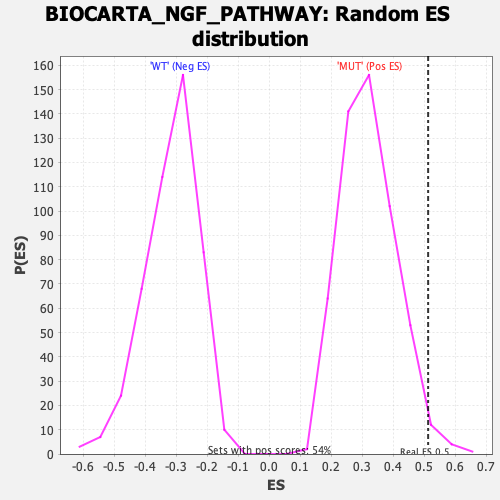 BIOCARTA_NGF_PATHWAY: Random ES
distribution
'WT' (Neg ES) 'MUT' (Pos ES)
160
150
140
130
120
110
100
90
80
70
60
50
40
30
20
10
0
P(ES)
Sets with pos scores: 54%
Real ES 0.5
-0.6 -0.5 -0.4 -0.3 -0.2 -0.1 0.0 0.1 0.2 0.3 0.4 0.5 0.6 0.7
ES